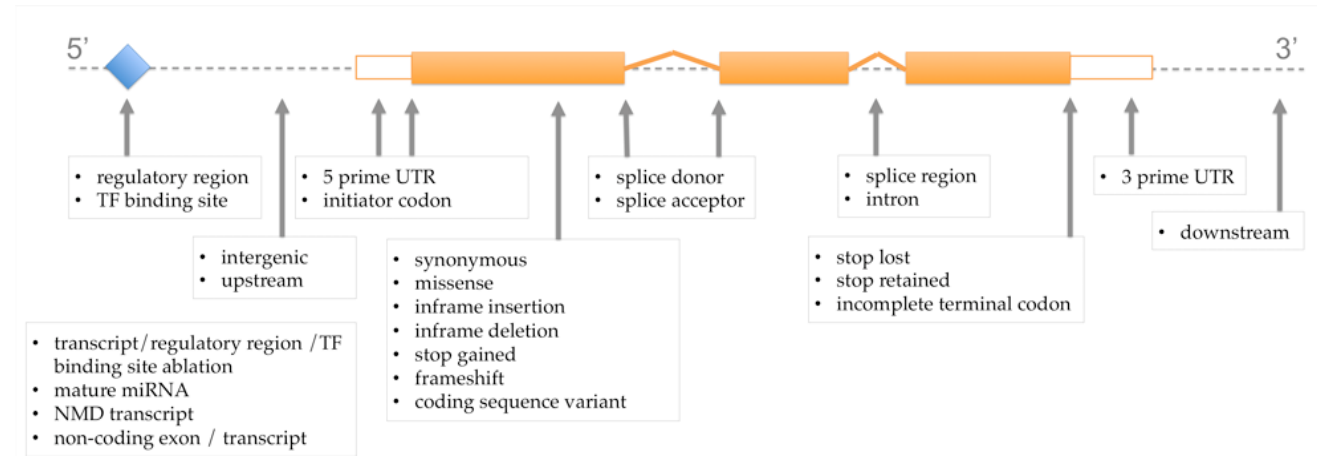 5’
3’
• regulatory region
• TF binding site
• 5 prime UTR
• initiator codon
• splice donor
• splice acceptor
• splice region
• intron
• 3 prime UTR
• intergenic
• upstream
• synonymous
• missense
• inframe insertion
• inframe deletion
• stop gained
• frameshift
• coding sequence variant
• stop lost
• stop retained
• incomplete terminal codon
• downstream
• transcript/regulatory region /TF
binding site ablation
• mature miRNA
• NMD transcript
• non-coding exon / transcript